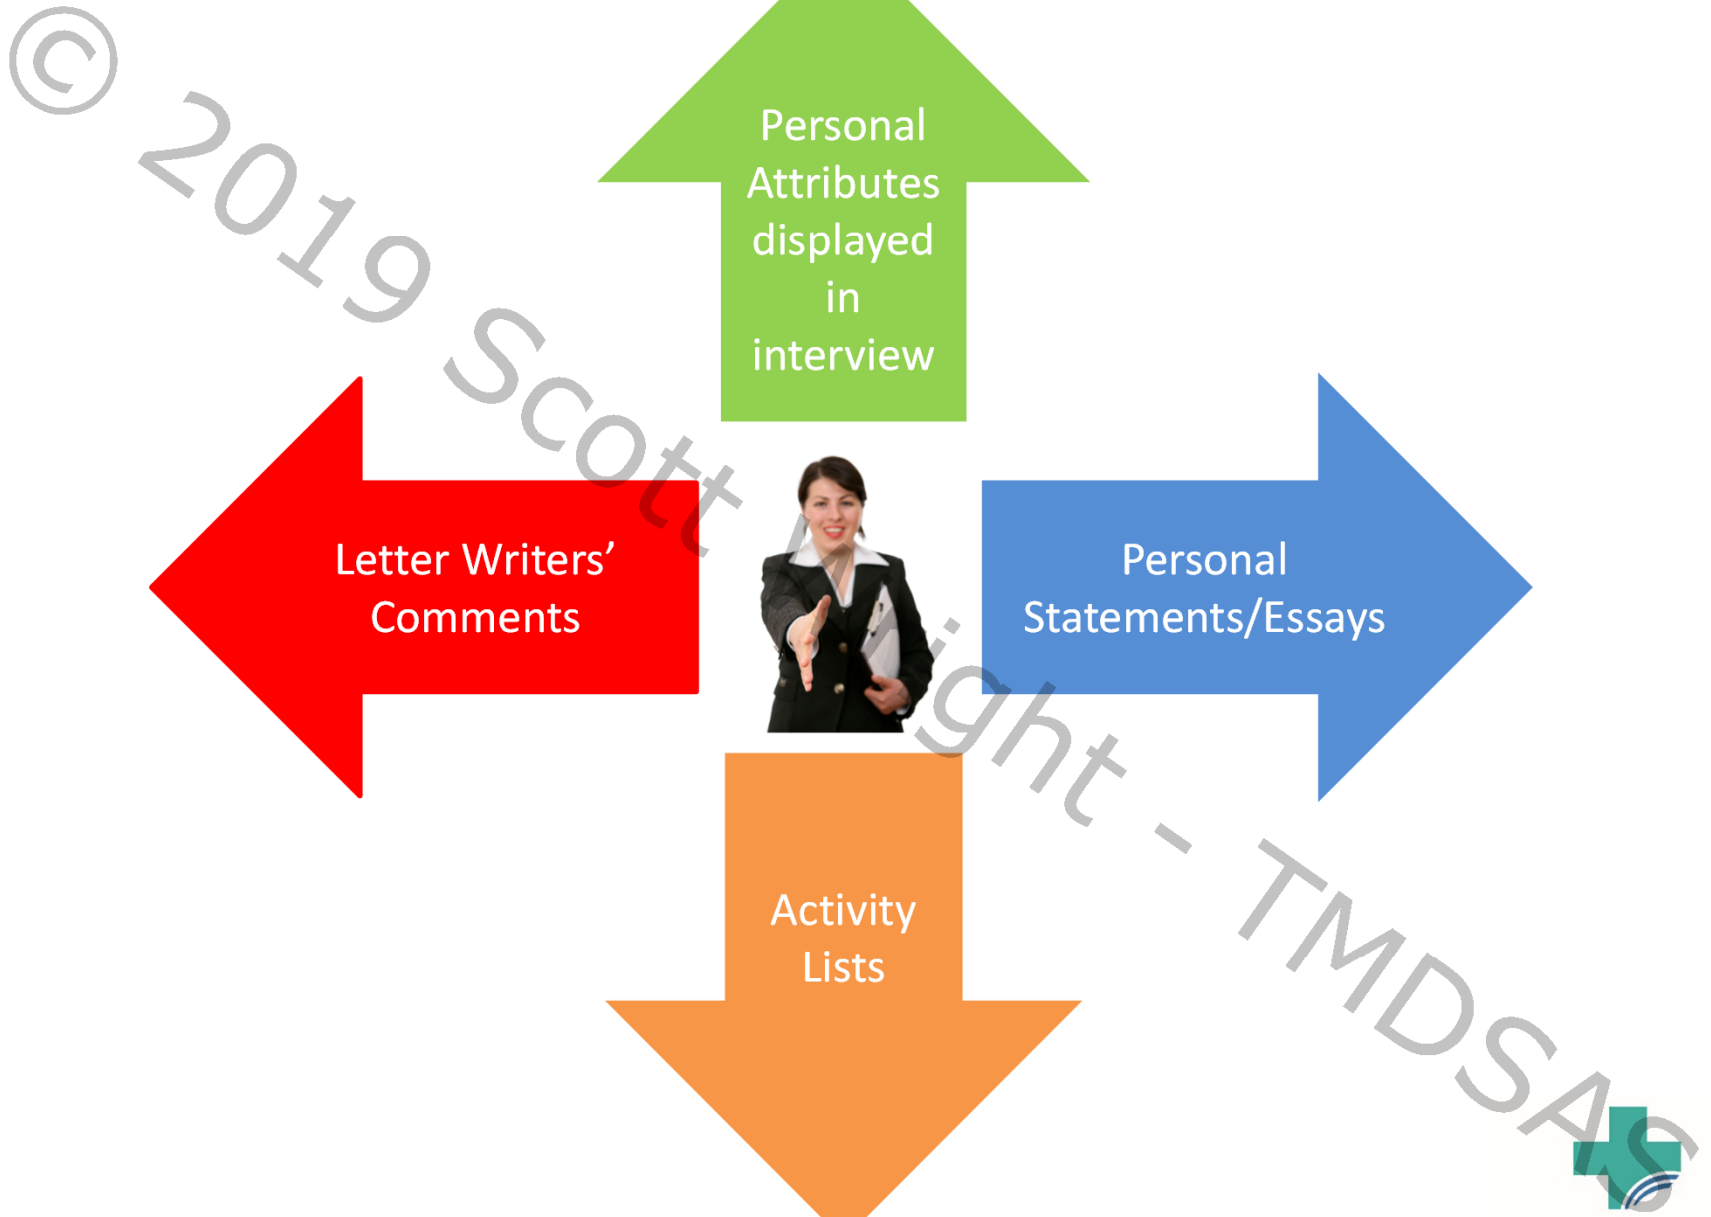 Personal
Attributes
displayed
in
interview
Letter Writers’
Comments
Personal
Statements/Essays
Activity
Lists
© 2019 Scott Wright - TMDSAS